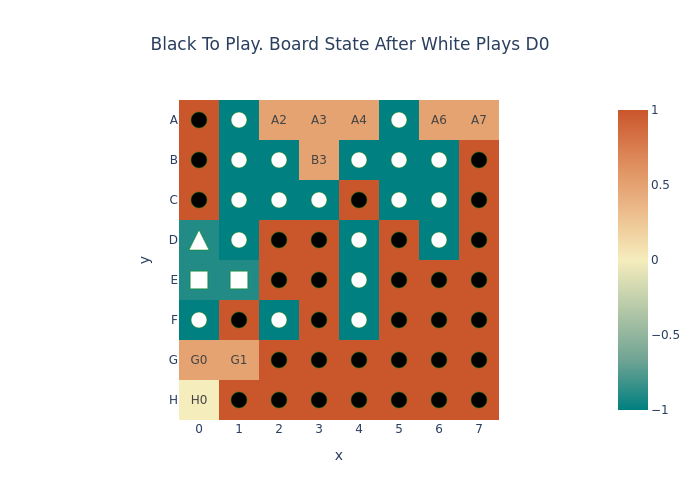 Black To Play. Board State After White Plays D0
A A2 A3 A4 A6 A7 1
B B3
C 0.5
D
y E 0
F −0.5
G G0 G1
H H0 −1
0 1 2 3 4 5 6 7
x